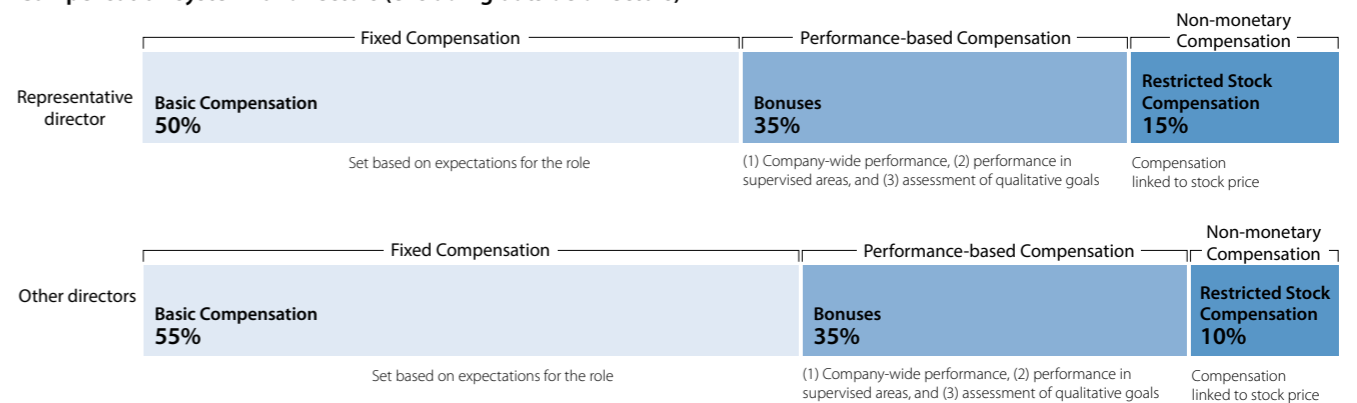 Fixed Compensation
Performance-based Compensation
Non-monetary
Compensation
Representative
director
Basic Compensation
50%
Bonuses
35%
Restricted Stock
Compensation
15%
Set based on expectations for the role
(1) Company-wide performance, (2) performance in
supervised areas, and (3) assessment of qualitative goals
Compensation
linked to stock price
Fixed Compensation
Performance-based Compensation
Non-monetary
Compensation
Other directors
Basic Compensation
55%
Bonuses
35%
Restricted Stock
Compensation
10%
Set based on expectations for the role
(1) Company-wide performance, (2) performance in
supervised areas, and (3) assessment of qualitative goals
Compensation
linked to stock price